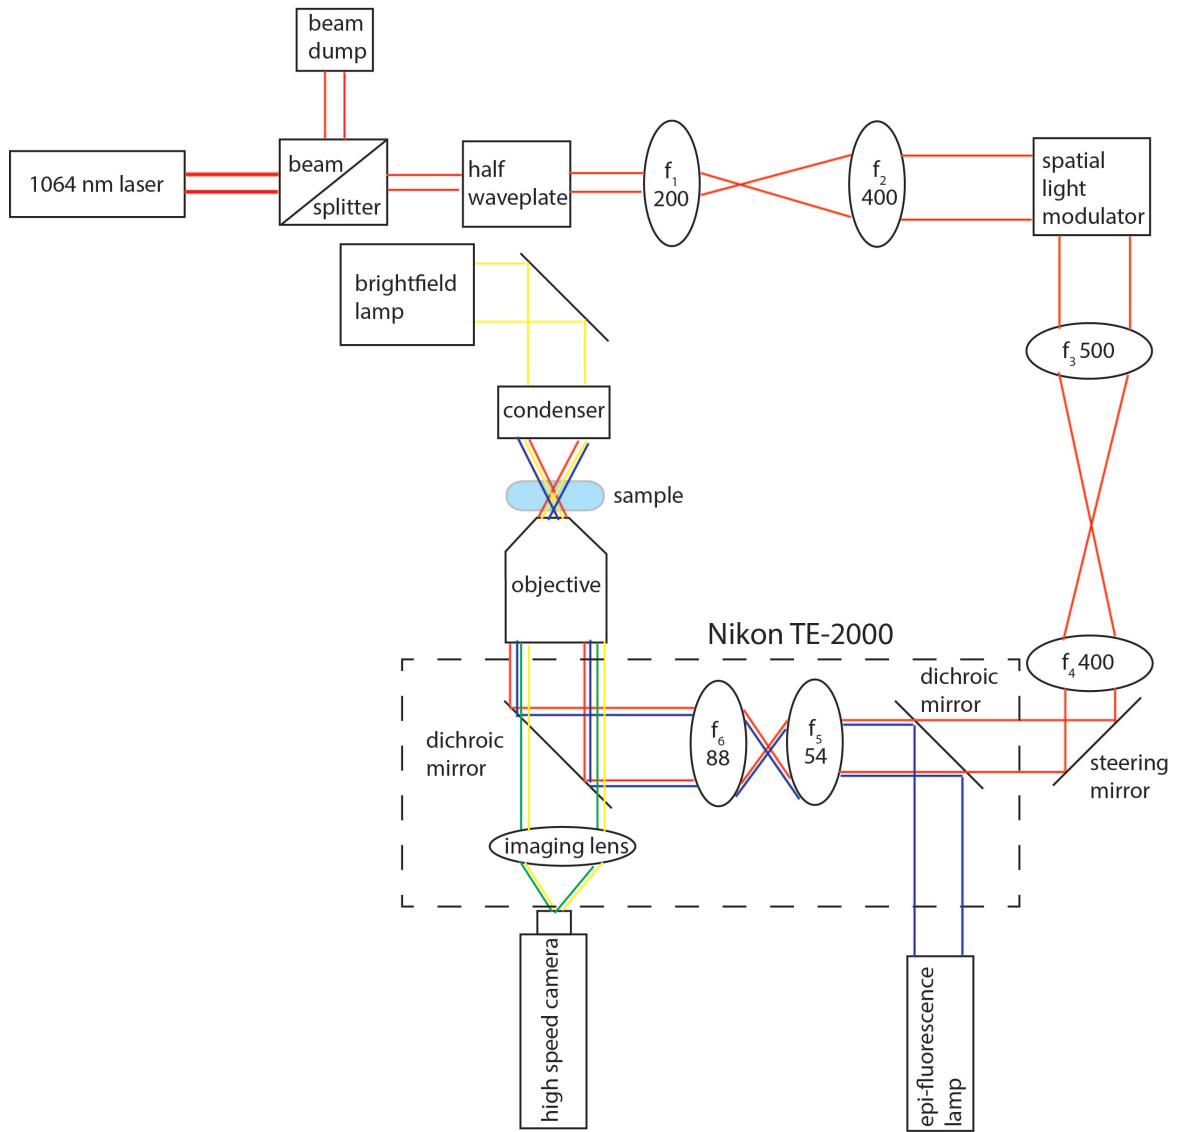 beam
dump
1064 nm laser
beam
splitter
half
waveplate
f1
200
f2
400
spatial
light
modulator
brightfield
lamp
f3 500
condenser
sample
objective
Nikon TE-2000
f4 400
dichroic
mirror
dichroic
mirror
f6
88
f5
54
steering
mirror
imaging lens
high speed camera
epi-fluorescence
lamp